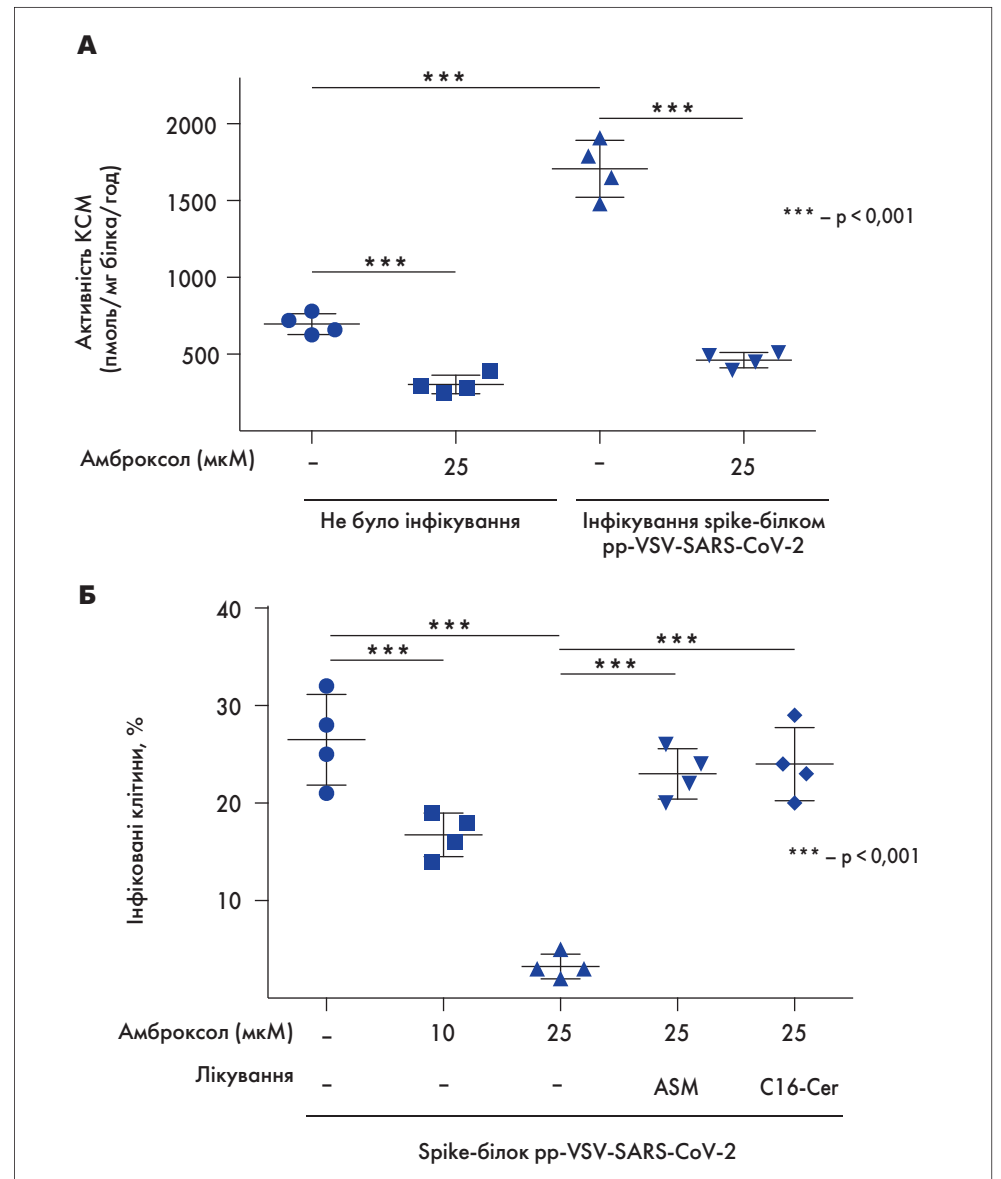 А
***
***
2000
Активність КСМ
(пмоль/мг білка/год)
1500
*** – p < 0,001
***
1000
500
Амброксол (мкМ)
– 25 – 25
Не було інфікування
Інфікування spike-білком
pp-VSV-SARS-CoV-2
Б
40
***
***
***
***
30
Інфіковані клітини, %
20
*** – p < 0,001
10
Амброксол (мкМ) – 10 25 25 25
Лікування – – – ASM C16-Cer
Spike-білок pp-VSV-SARS-CoV-2